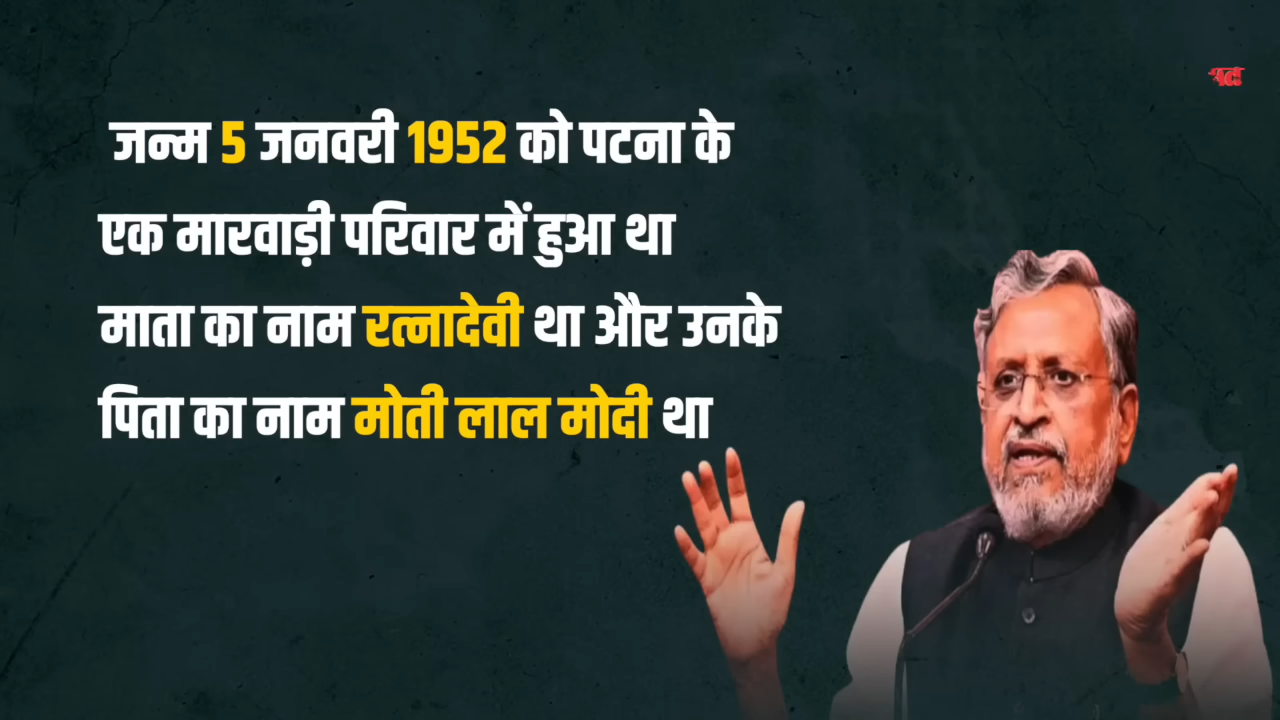 जन्म 5 जनवरी 1952 को पटना के
एक मारवाड़ी परिवार में हुआ था
माता का नाम रत्नादेवी था और उनके
पिता का नाम मोती लाल मोदी था